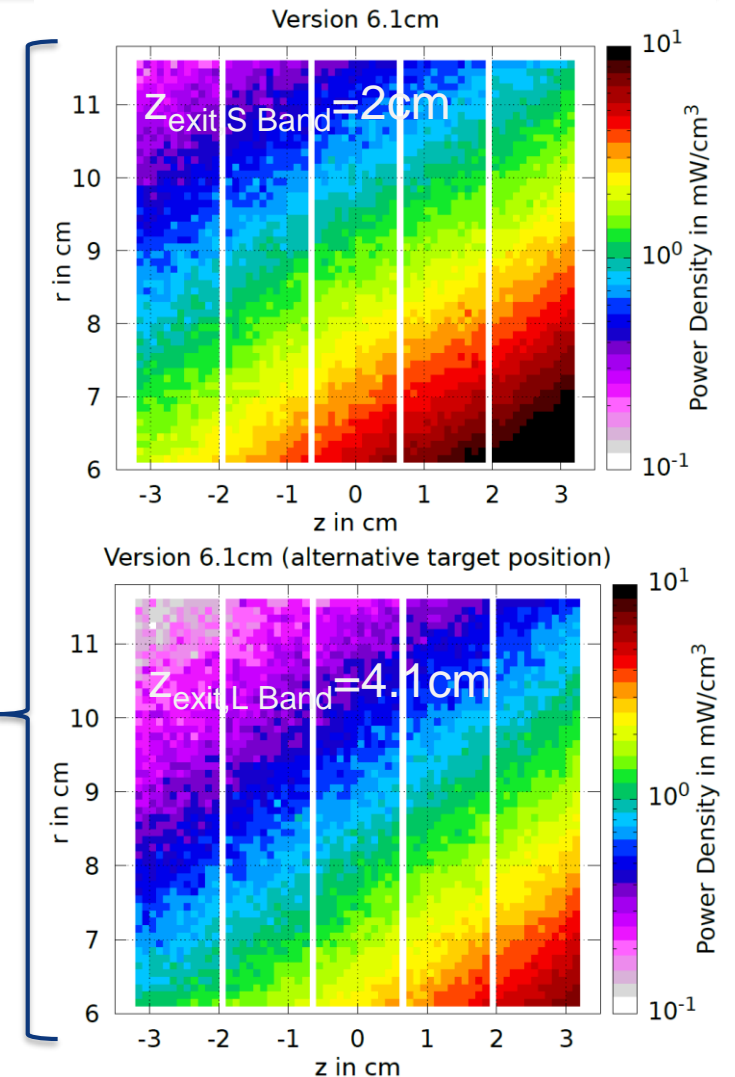 Version 6.1cm
z_exit,S Band=2cm
11
10
9
8
7
6
r in cm
-3 -2 -1 0 1 2 3
z in cm
10^1
10^0
10^-1
Power Density in mW/cm^3
Version 6.1cm (alternative target position)
z_exit,L Band=4.1cm
11
10
9
8
7
6
r in cm
-3 -2 -1 0 1 2 3
z in cm
10^1
10^0
10^-1
Power Density in mW/cm^3